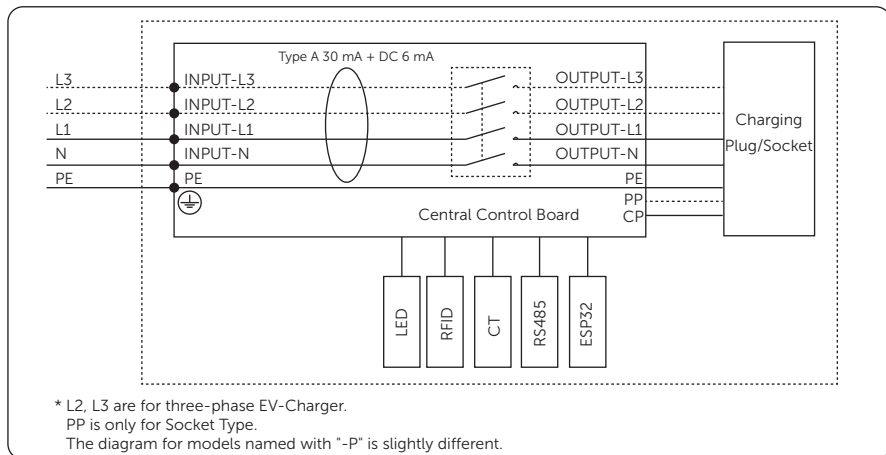 Type A 30 mA + DC 6 mA
L3 INPUT-L3 OUTPUT-L3
L2 INPUT-L2 OUTPUT-L2
L1 INPUT-L1 OUTPUT-L1
N INPUT-N OUTPUT-N
PE PE PE
PP
CP
Charging
Plug/Socket
Central Control Board
LED
RFID
CT
RS485
ESP32
* L2, L3 are for three-phase EV-Charger.
PP is only for Socket Type.
The diagram for models named with "-P" is slightly different.